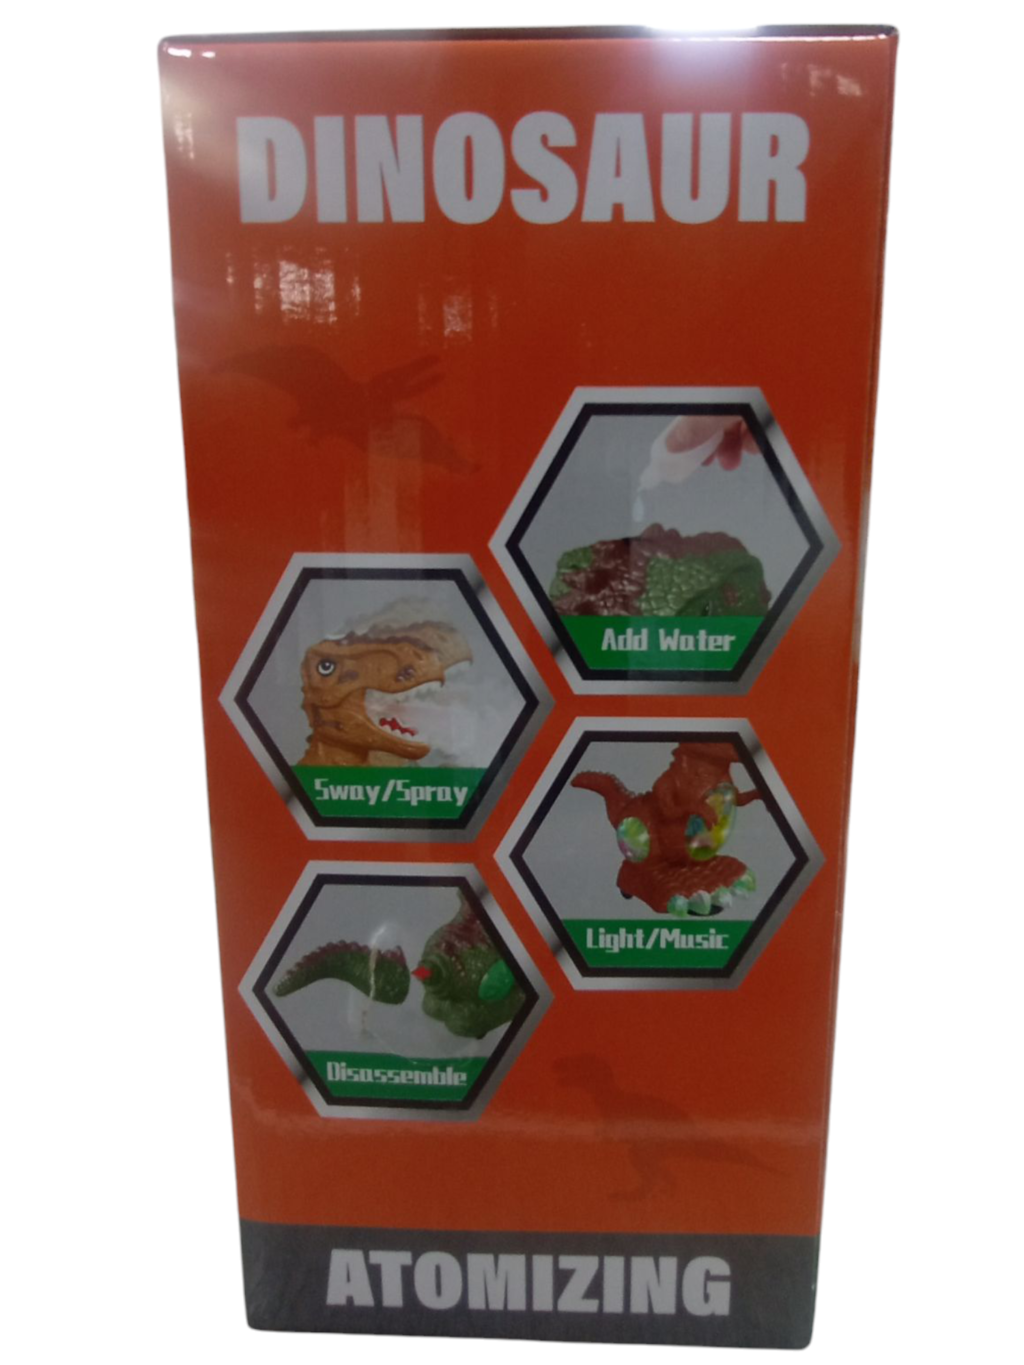 DINOSAUR
Add Water
Sway/Spray
Light/Music
Disassemble
ATOMIZING